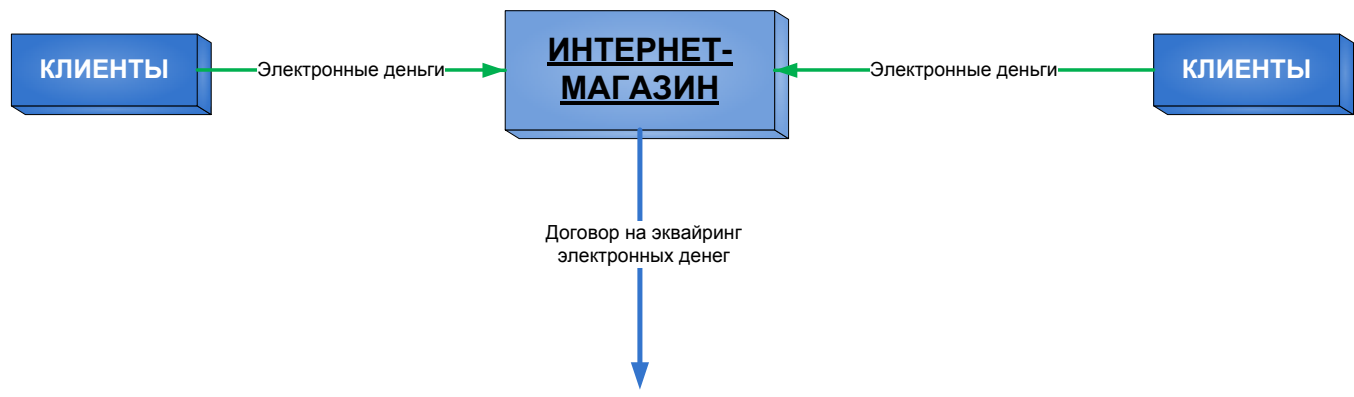 КЛИЕНТЫ
Электронные деньги
ИНТЕРНЕТ-
МАГАЗИН
Электронные деньги
КЛИЕНТЫ
Договор на эквайринг
электронных денег